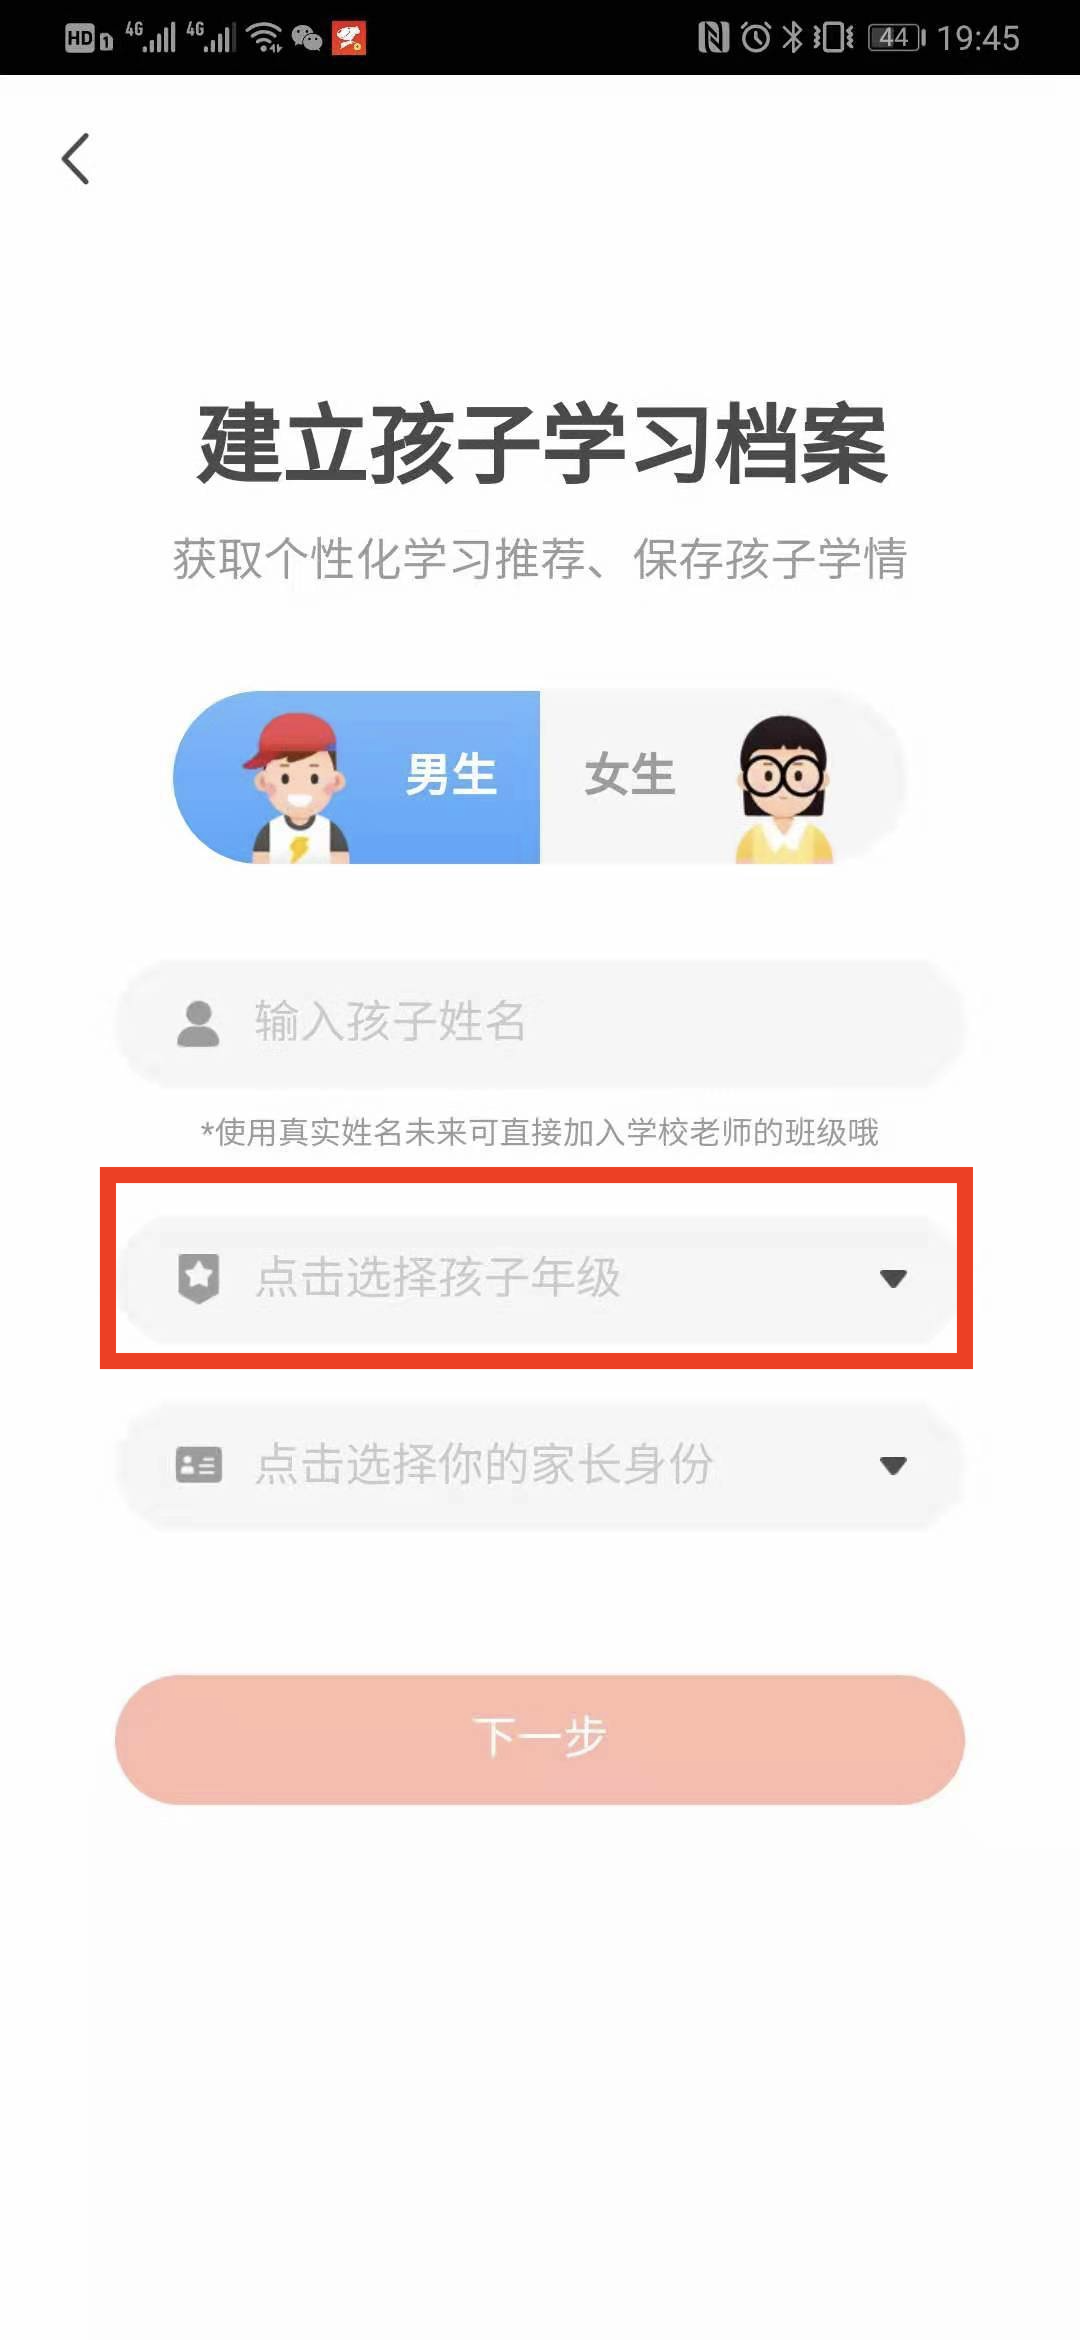 HD 1 4G 4G 44 19:45
建立孩子学习档案
获取个性化学习推荐、保存孩子学情
男生 女生
输入孩子姓名
*使用真实姓名未来可直接加入学校老师的班级哦
点击选择孩子年级
点击选择你的家长身份
下一步